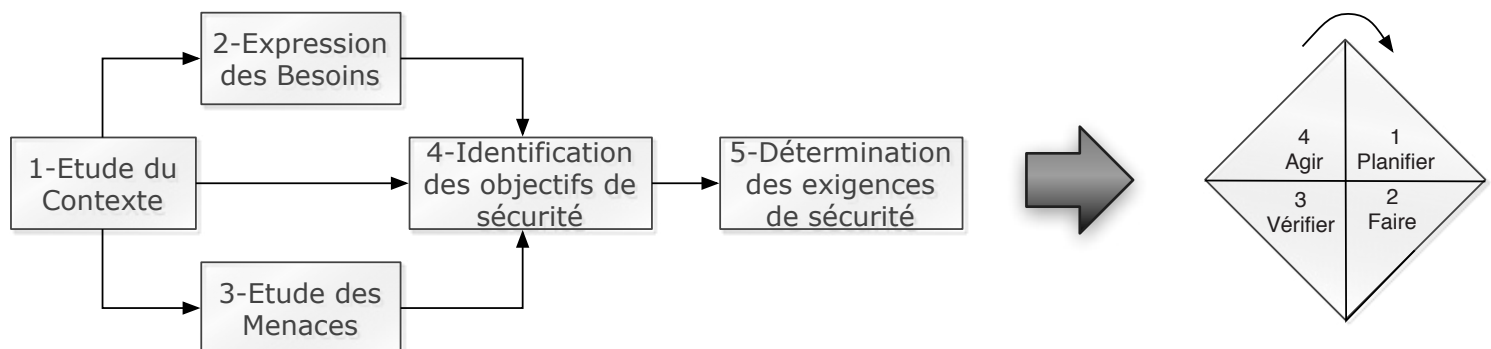 2-Expression
des Besoins
1-Etude du
Contexte
4-Identification
des objectifs de
sécurité
5-Détermination
des exigences
de sécurité
3-Etude des
Menaces
4
Agir
1
Planifier
3
Vérifier
2
Faire